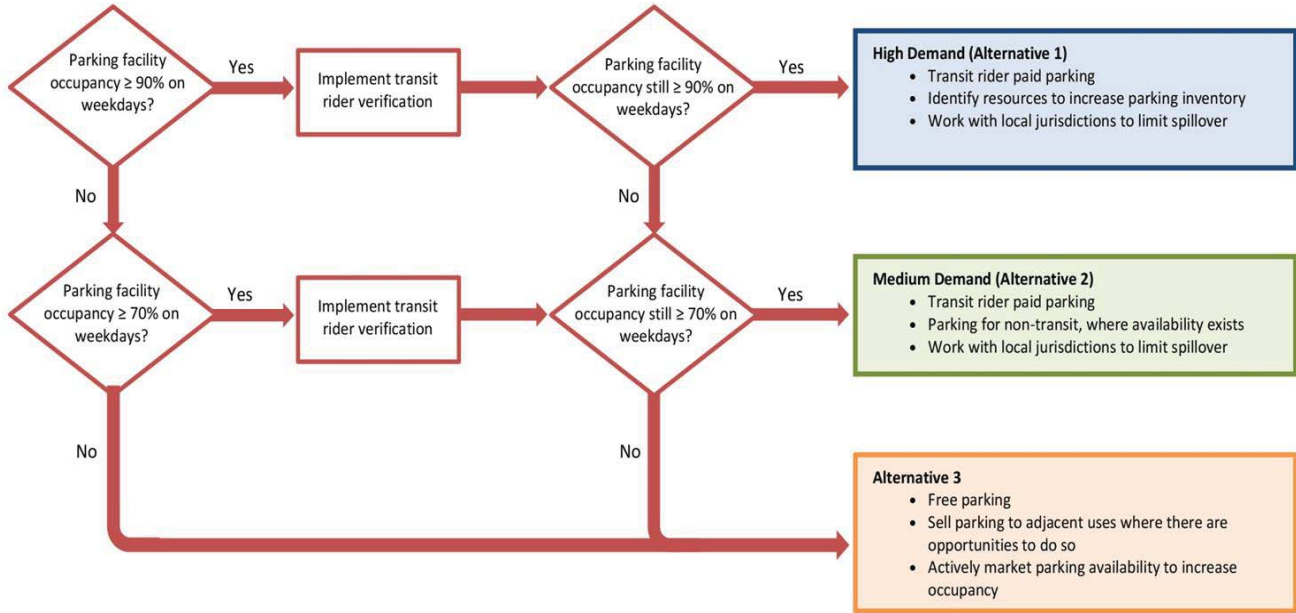 Parking facility
occupancy ≥ 90% on
weekdays?
Yes
Implement transit
rider verification
Parking facility
occupancy still ≥ 90% on
weekdays?
Yes
High Demand (Alternative 1)
• Transit rider paid parking
• Identify resources to increase parking inventory
• Work with local jurisdictions to limit spillover
No
No
Parking facility
occupancy ≥ 70% on
weekdays?
Yes
Implement transit
rider verification
Parking facility
occupancy still ≥ 70% on
weekdays?
Yes
Medium Demand (Alternative 2)
• Transit rider paid parking
• Parking for non-transit, where availability exists
• Work with local jurisdictions to limit spillover
No
No
Alternative 3
• Free parking
• Sell parking to adjacent uses where there are
opportunities to do so
• Actively market parking availability to increase
occupancy